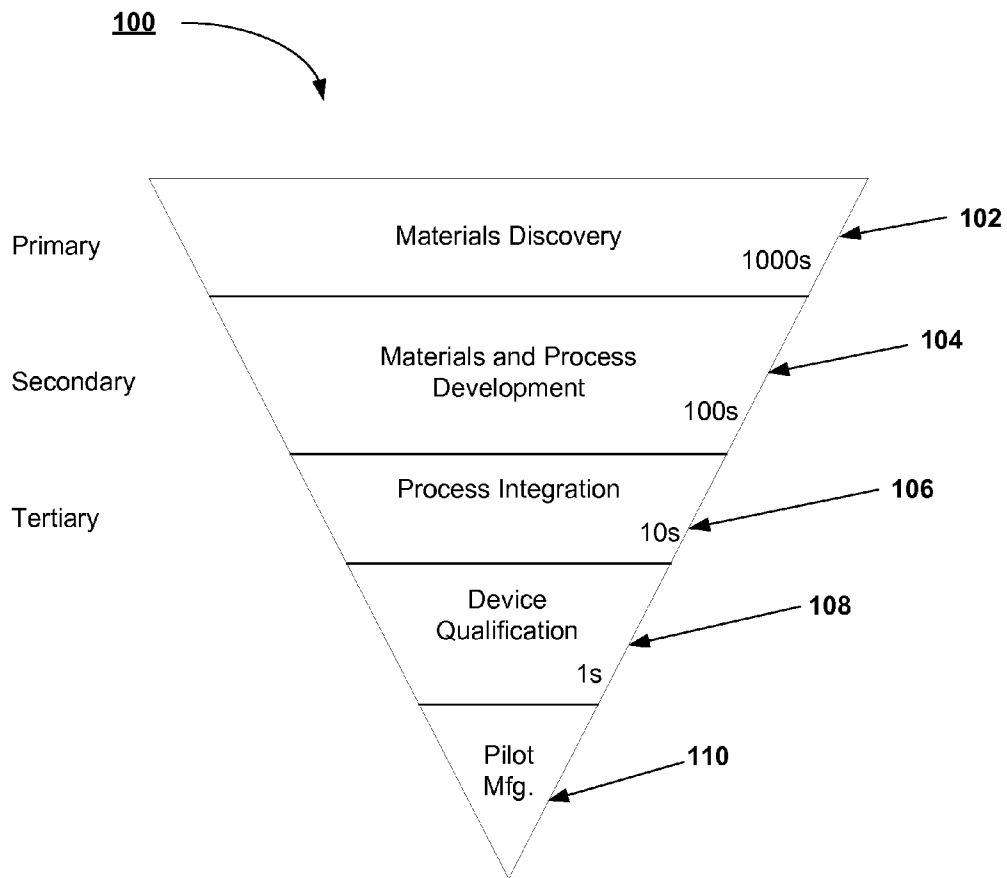 100
Primary
Materials Discovery
1000s
102
Secondary
Materials and Process
Development
100s
104
Tertiary
Process Integration
10s
106
Device
Qualification
1s
108
Pilot
Mfg.
110